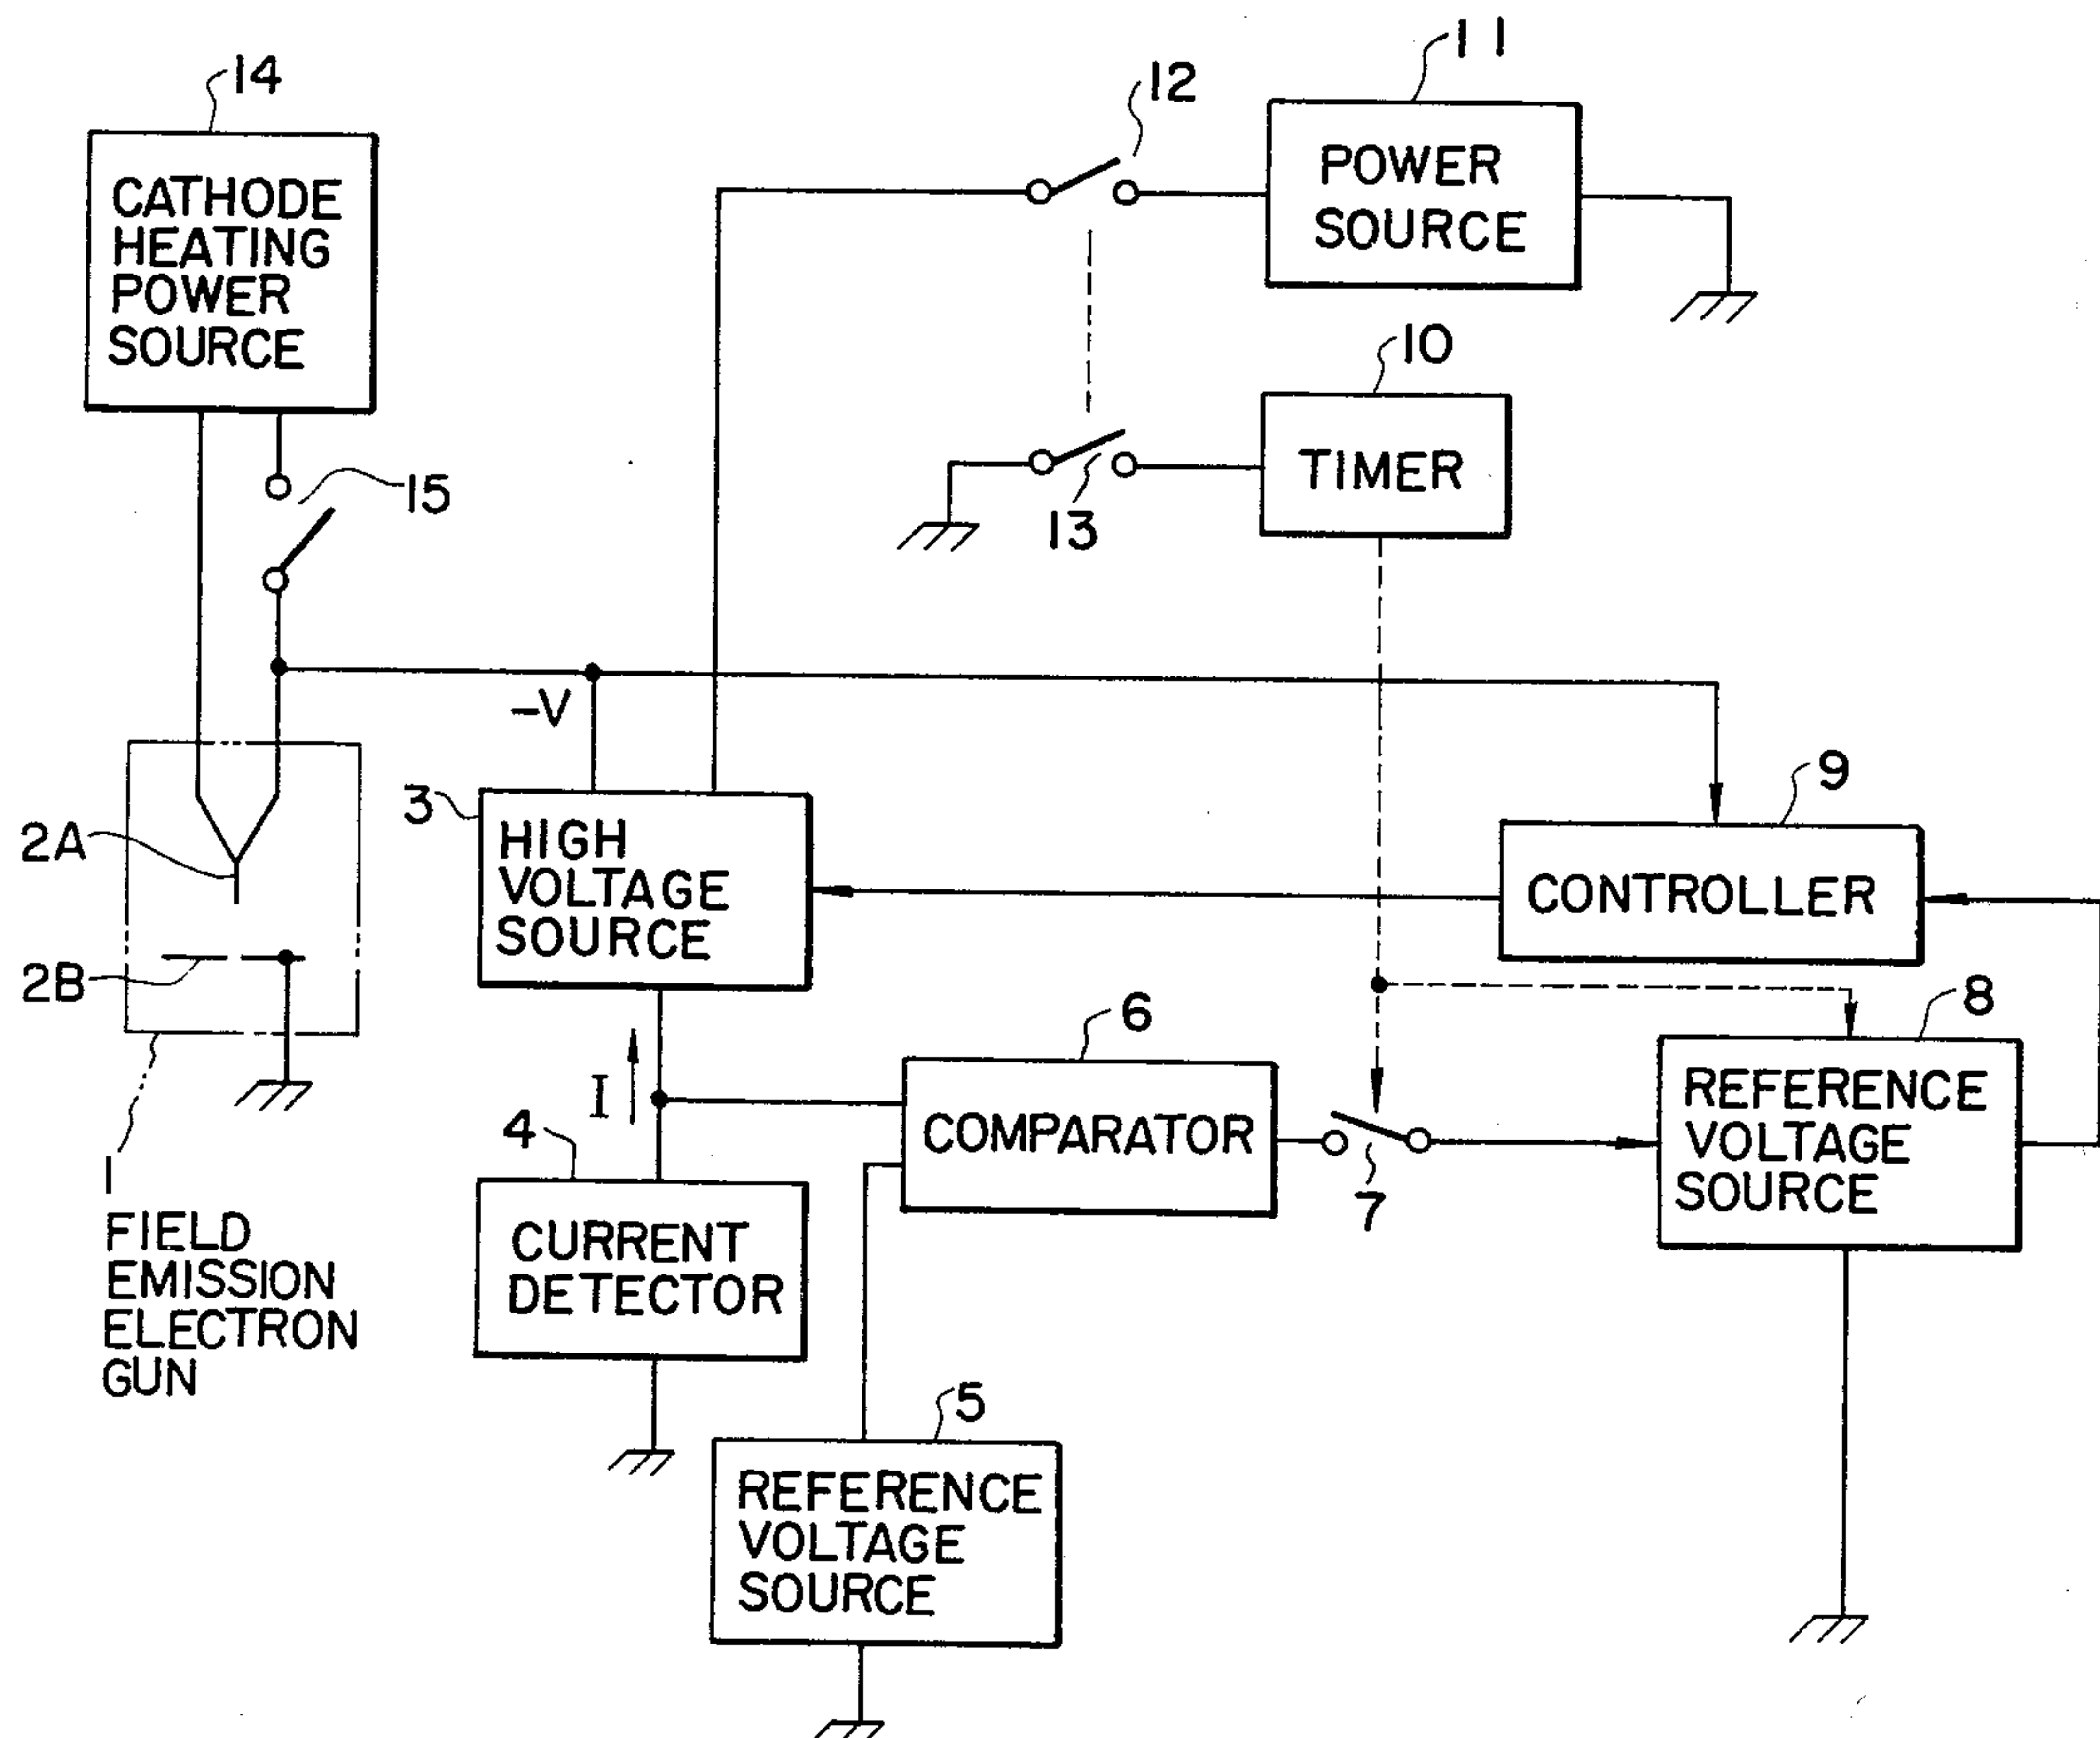 14
CATHODE
HEATING
POWER
SOURCE
15
12
11
POWER
SOURCE
10
TIMER
13
-V
3
HIGH
VOLTAGE
SOURCE
9
CONTROLLER
2A
2B
1
FIELD
EMISSION
ELECTRON
GUN
I
4
CURRENT
DETECTOR
6
COMPARATOR
7
8
REFERENCE
VOLTAGE
SOURCE
5
REFERENCE
VOLTAGE
SOURCE